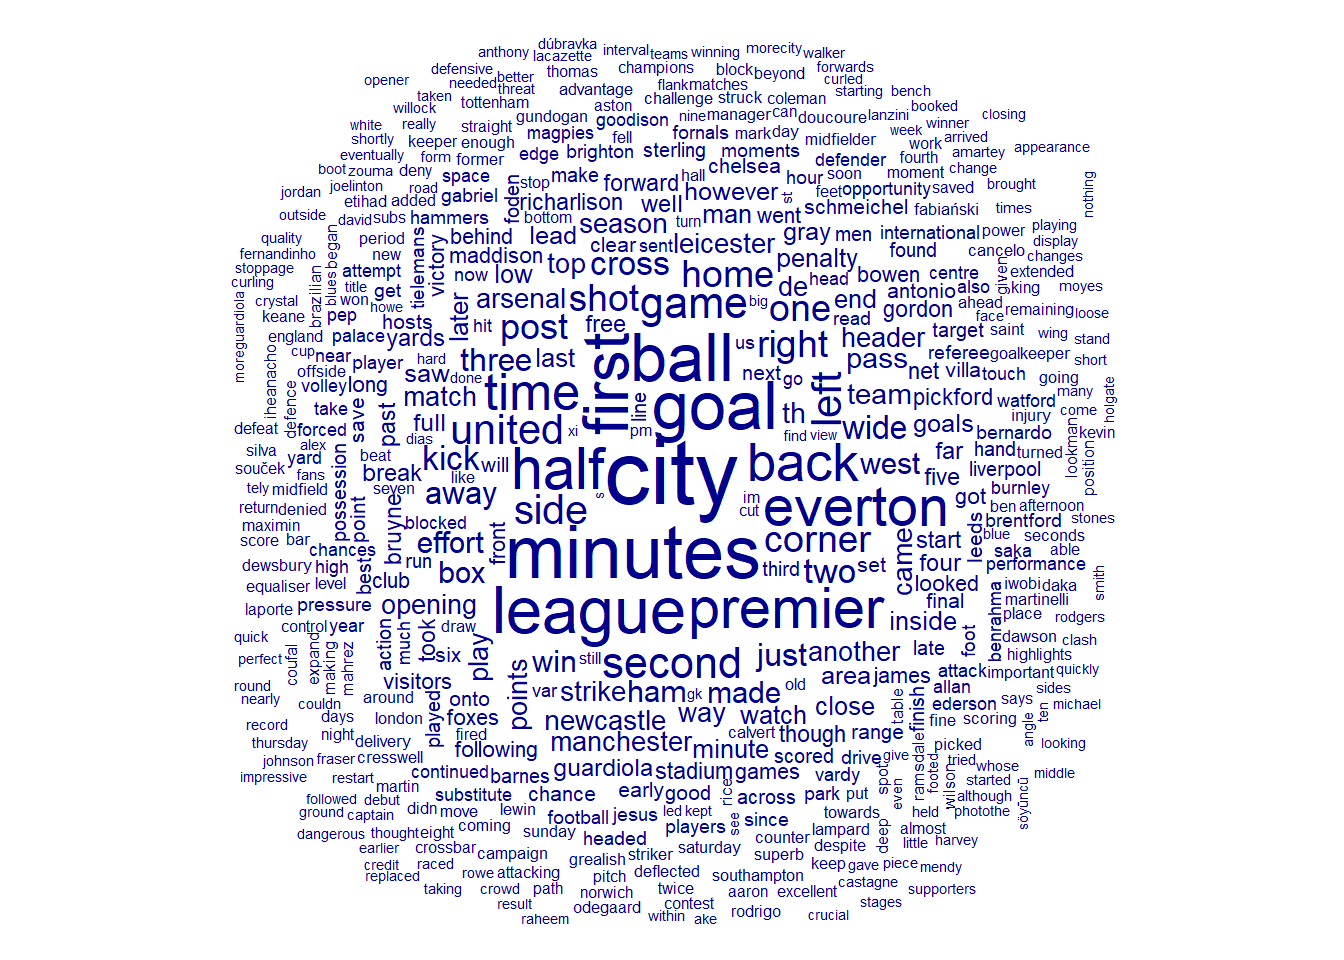 dúbravka
anthony lacazette interval teams winning morecity walker
defensive needed better threat thomas champions block beyond forwards curled
opener taken willock tottenham advantage flank matches starting bench
gundogan aston challenge struck coleman booked
white really straight magpies goodison nine manager can doucoure lanzini closing
shortly keeper enough fell fornals mark day midfielder week winner work arrived
eventually form former edge brighton sterling moments defender fourth amartey appearance
boot zouma deny space stop make chelsea hour soon moment change
jordan joelinton road gabriel foden forward hall however st feet opportunity saved brought nothing
outside etihad added richarlison well man went schmeichel fabiański times
david subs hammers bottom season turn gray men international power playing
quality began period behind lead clear sent leicester found cancelo display
fernandinho new maddison tielemans victory top cross penalty given changes
stoppage blues attempt now low home de head bowen centre extended
curling brazillian title get later arsenal shot game big one end antonio also king moyes
crystal won howe hosts hit free read gordon ahead remaining loose
keane pep yards post face
england palace three last first ball us right header target saint wing stand
moreguardiola cup near player hard saw done next go pass referee goalkeeper short
iheanacho offside volley long time goal left net villa touch going
defence take past match line th team pickford watford many
defeat forced save full united pm wide goals injury come holgate
silva alex dias xi find view bernardo kevin
souček yard beat kick will half city back west far hand turned lookman position
tely fans possession break like five liverpool
midfield seven away s im everton got burnley
return denied point bruyne side cut ben afternoon
maximin blocked front corner brentford stones
score bar effort minutes came start leeds blue seconds
chances run saka able
dewsbury high best club box third two set four performance
equaliser level looked iwobi daka smith
laporte pressure opening league premier final martinelli
control year inside place rodgers
quick action much took draw foot benrahma dawson clash
perfect coufal expand making mahrez six play win still second just another late highlights
visitors area james attack important quickly
round nearly around onto points var strike ham gk made old allan says sides
couldn table ederson michael
record days london played foxes newcastle way watch close finish fine scoring angle ten
night fired calvert though range
thursday delivery following manchester minute scored drive give picked looking
johnson fraser cresswell ramsdale tried
impressive restart continued barnes guardiola stadium games vardy spot footed wilson whose middle
martin started
followed debut substitute chance early good rice across park put even although
ground captain didn move lewin football jesus since towards held photothe söyüncü
dangerous thought eight coming sunday players see lampard almost
earlier crossbar headed counter deep little harvey
credit raced campaign grealish striker saturday superb despite keep gave piece mendy
replaced rowe attacking pitch deflected southampton castagne
taking crowd path norwich twice aaron excellent supporters
result odegaard contest stages
raheem within ake rodrigo crucial
led kept